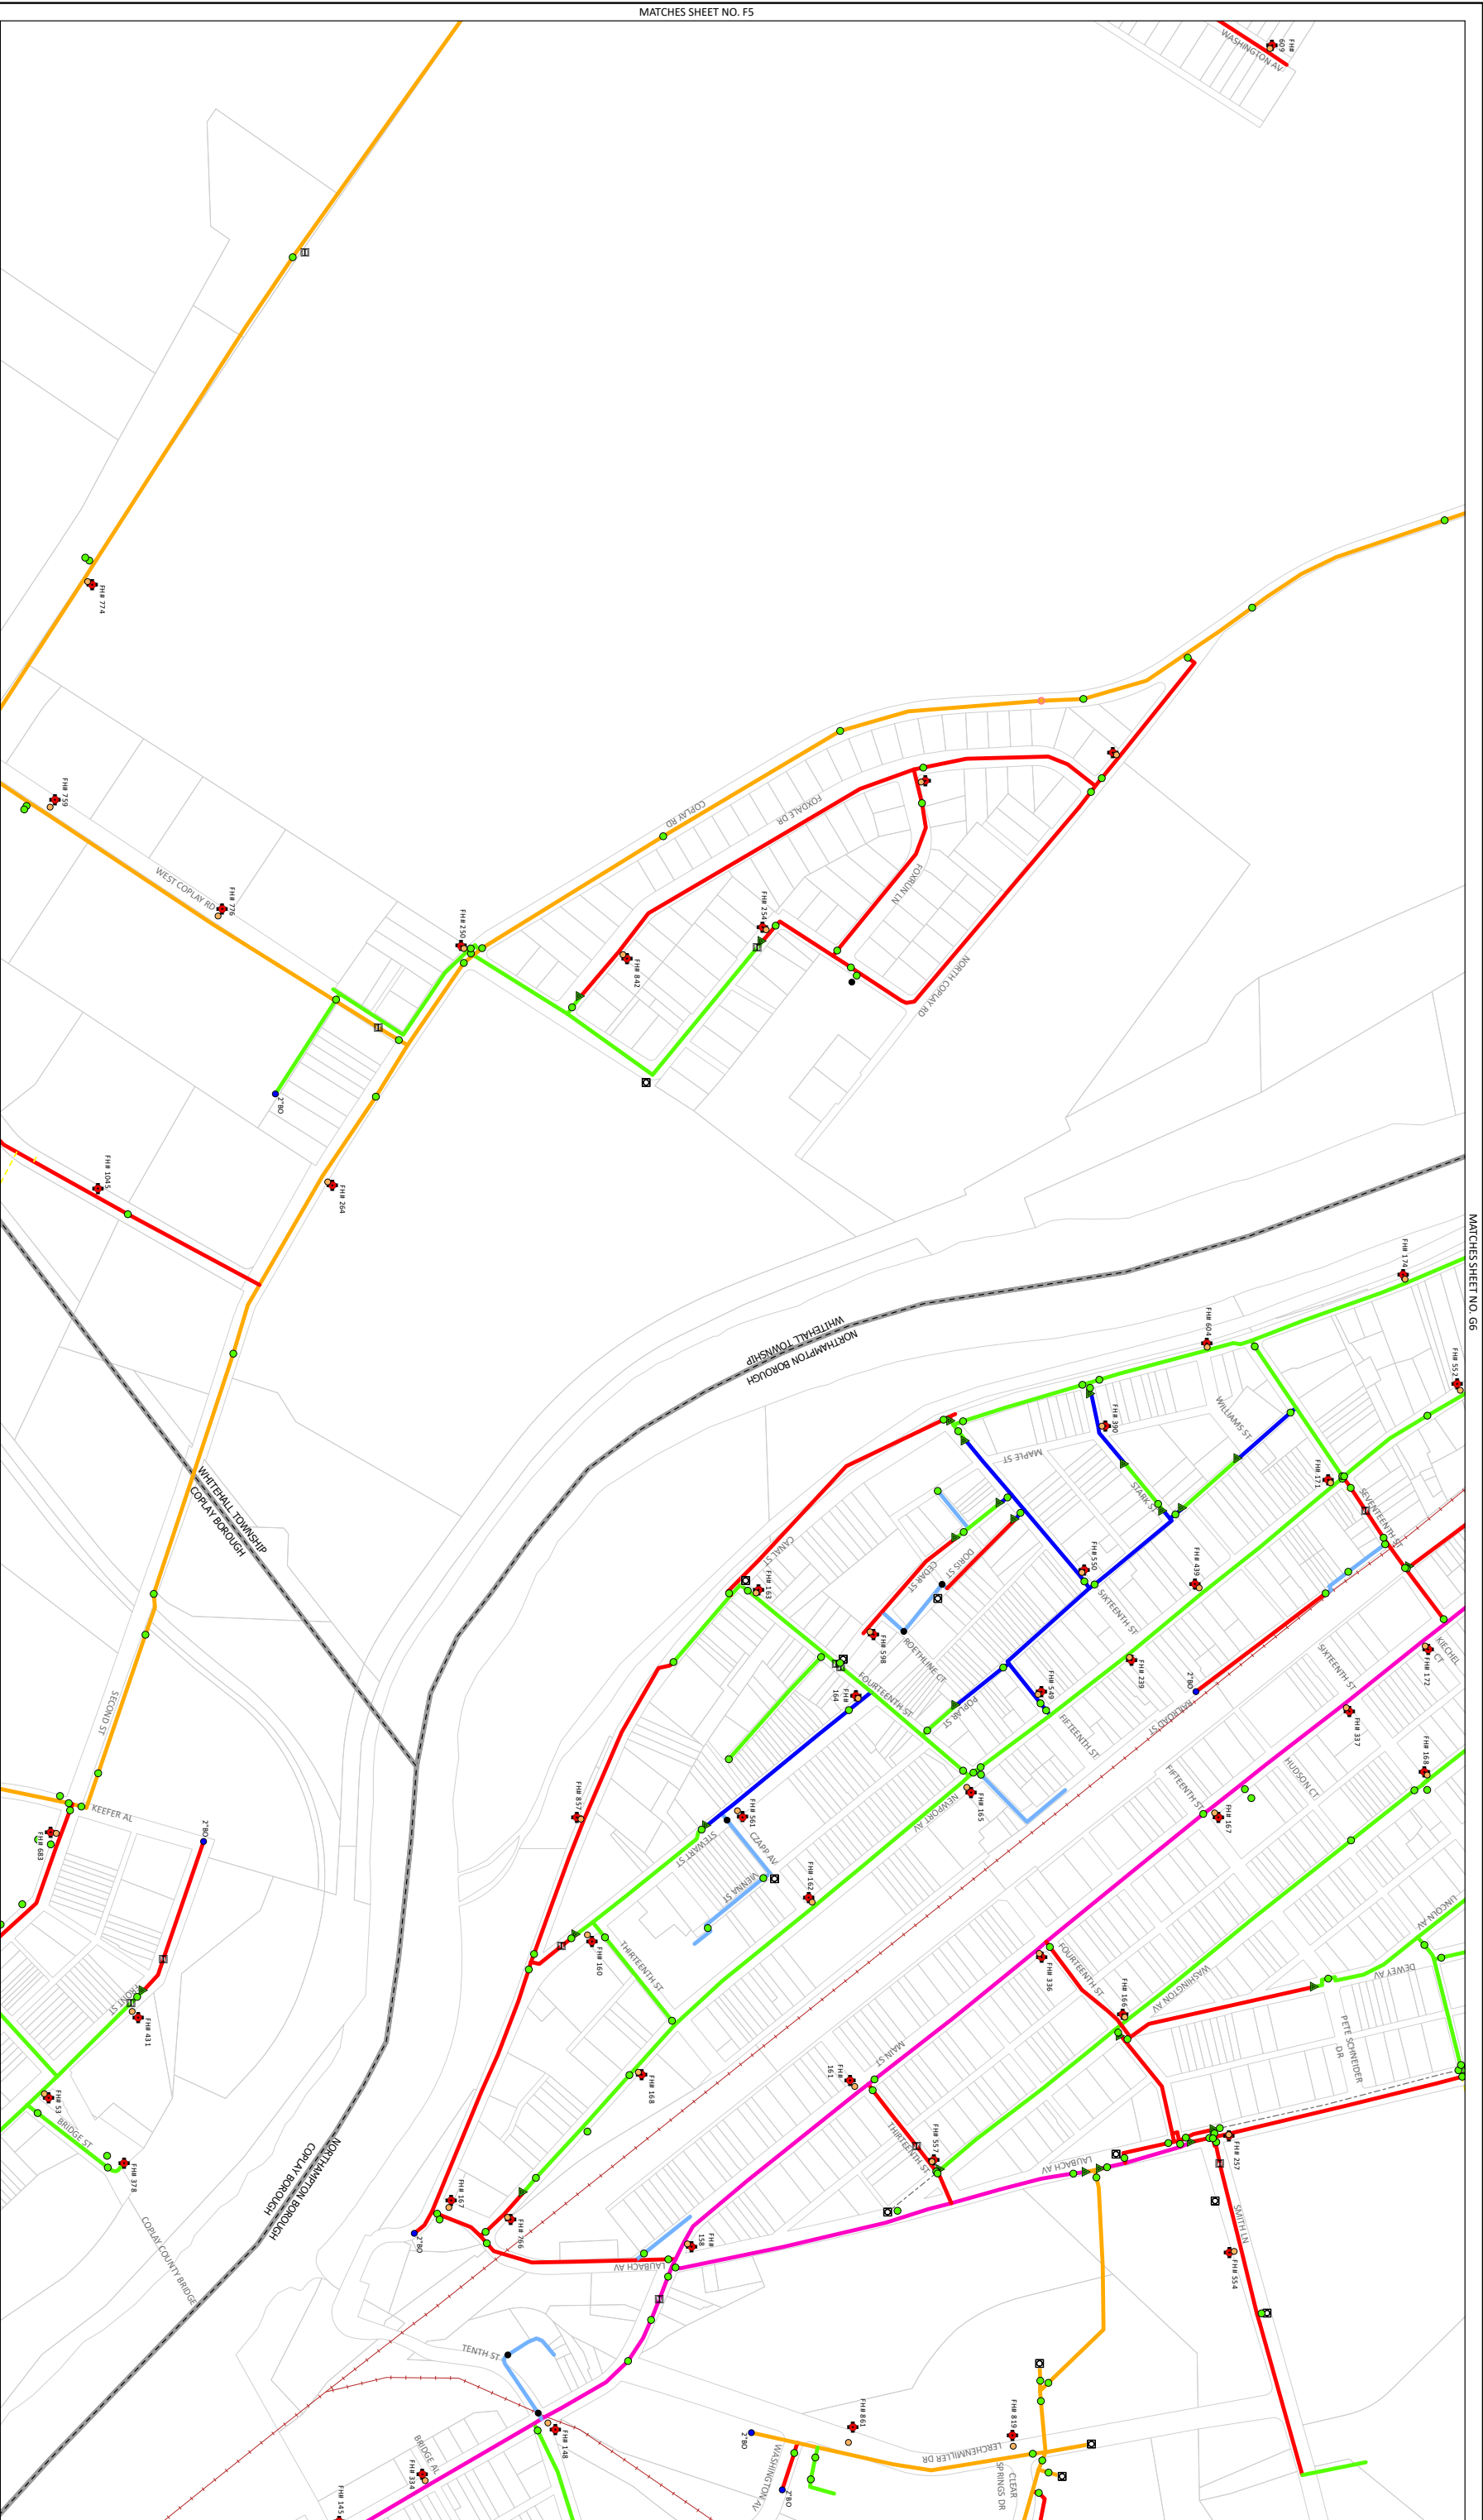 MATCHES SHEET NO. F5
FH#
609
WASHINGTON AV
FH# 774
FH# 759
WEST COPLAY RD
FH# 776
FH# 250
COPLAY RD
FOXDALE DR
FOXRUN LN
FH# 254
FH# 842
NORTH COPLAY RD
2"BO
FH# 1045
FH# 264
MATCHES SHEET NO. G6
FH# 174
FH# 604
FH# 552
WHITEHALL TOWNSHIP
NORTHAMPTON BOROUGH
FH# 390
WILLIAMS ST
MAPLE ST
FH# 171
STARK ST
SEVENTEENTH ST
WHITEHALL TOWNSHIP
COPLAY BOROUGH
CANAL ST
DORIS ST
CEDAR ST
FH# 550
FH# 439
SIXTEENTH ST
FH# 163
FH# 598
ROETHLINE CT
FH# 239
2"BO
SIXTEENTH ST
KIECHEL
CT
FH# 172
FH#
164
FOURTEENTH ST
FH# 549
POPLAR ST
FIFTEENTH ST
RAILROAD ST
FH# 337
SECOND ST
FH# 168
HUDSON CT
FIFTEENTH ST
FH# 167
KEEFER AL
2"BO
FH# 683
FH# 857
FH# 561
CZAPP AV
STEWART ST
VIENNA ST
NEWPORT AV
FH# 165
FH# 162
LINCOLN AV
FH# 160
THIRTEENTH ST
FOURTEENTH ST
FH# 336
WASHINGTON AV
DEWEY AV
FH# 166
PETE SCHNEIDER
DR
FRONT ST
FH# 431
FH# 53
BRIDGE ST
FH# 378
MAIN ST
FH#
161
FH# 168
FH# 557
THIRTEENTH ST
LAUBACH AV
FH# 257
SMITH LN
NORTHAMPTON BOROUGH
COPLAY BOROUGH
FH# 167
FH# 766
2"BO
COPLAY COUNTY BRIDGE
FH#
158
LAUBACH AV
FH# 554
TENTH ST
FH# 148
BRIDGE AL
FH# 334
FH# 145
FH# 861
2"BO
WASHINGTON AV
2"BO
FH# 819
LERCHENMILLER DR
CLEAR
SPRINGS DR